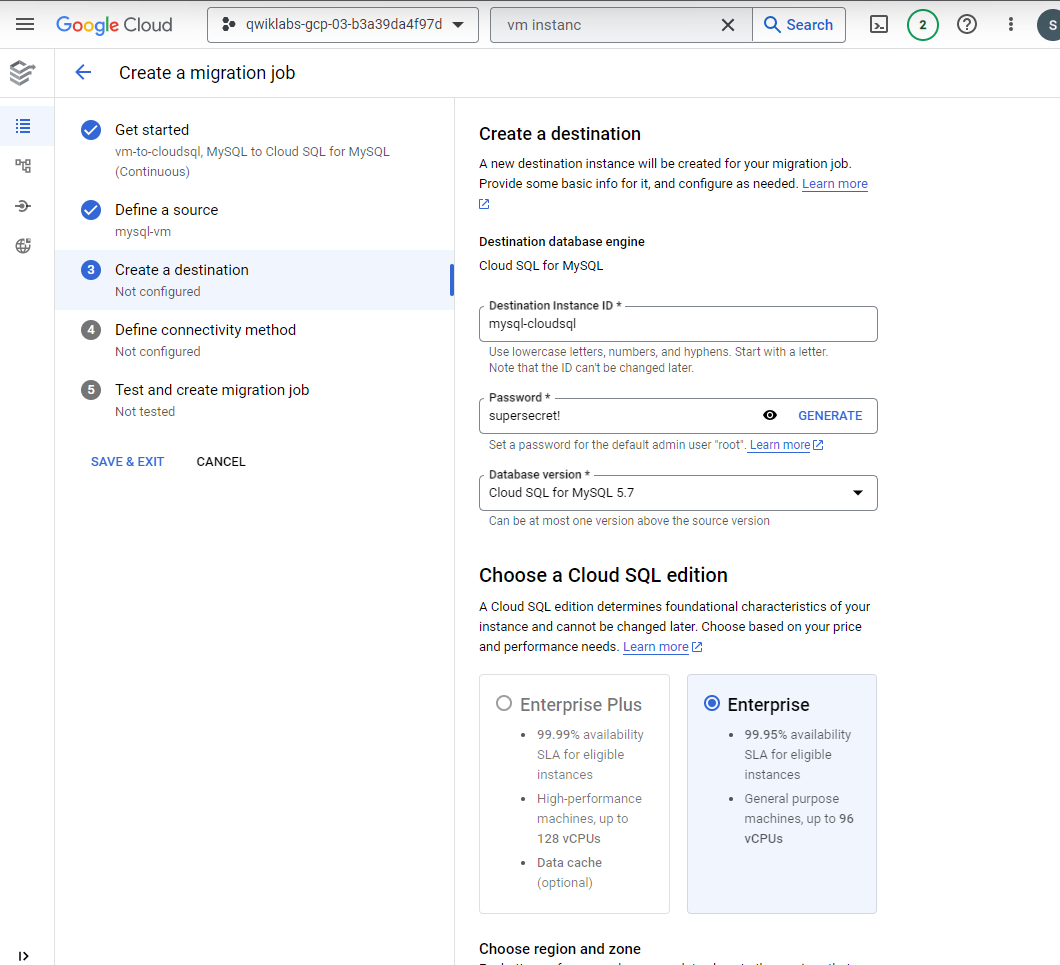 Google Cloud
qwiklabs-gcp-03-b3a39da4f97d
vm instanc
Search
2
S
Create a migration job
Get started
vm-to-cloudsql, MySQL to Cloud SQL for MySQL
(Continuous)
Define a source
mysql-vm
3
Create a destination
Not configured
4
Define connectivity method
Not configured
5
Test and create migration job
Not tested
SAVE & EXIT
CANCEL
Create a destination
A new destination instance will be created for your migration job.
Provide some basic info for it, and configure as needed. Learn more
Destination database engine
Cloud SQL for MySQL
Destination Instance ID *
mysql-cloudsql
Use lowercase letters, numbers, and hyphens. Start with a letter.
Note that the ID can't be changed later.
Password *
supersecret!
GENERATE
Set a password for the default admin user "root". Learn more
Database version *
Cloud SQL for MySQL 5.7
Can be at most one version above the source version
Choose a Cloud SQL edition
A Cloud SQL edition determines foundational characteristics of your
instance and cannot be changed later. Choose based on your price
and performance needs. Learn more
Enterprise Plus
• 99.99% availability
SLA for eligible
instances
• High-performance
machines, up to
128 vCPUs
• Data cache
(optional)
Enterprise
• 99.95% availability
SLA for eligible
instances
• General purpose
machines, up to 96
vCPUs
Choose region and zone